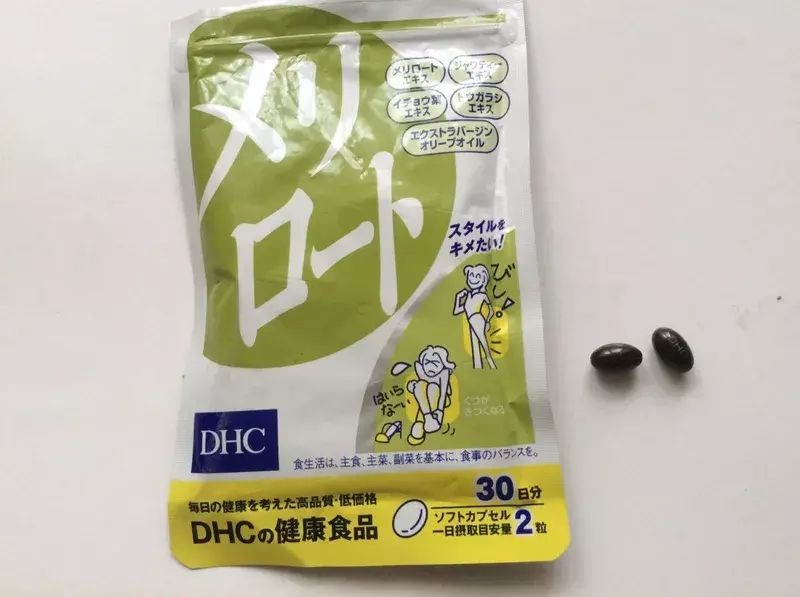 メリ
ロート
メリロート
エキス
ジャワティー
エキス
イチョウ葉
エキス
トウガラシ
エキス
エクストラバージン
オリーブオイル
スタイルを
キメたい!
びしっ。
はいら
なーい
くつが
きつくなる
DHC
食生活は、主食、主菜、副菜を基本に、食事のバランスを。
毎日の健康を考えた高品質・低価格
DHCの健康食品
30日分
ソフトカプセル
一日摂取目安量2粒
DHC